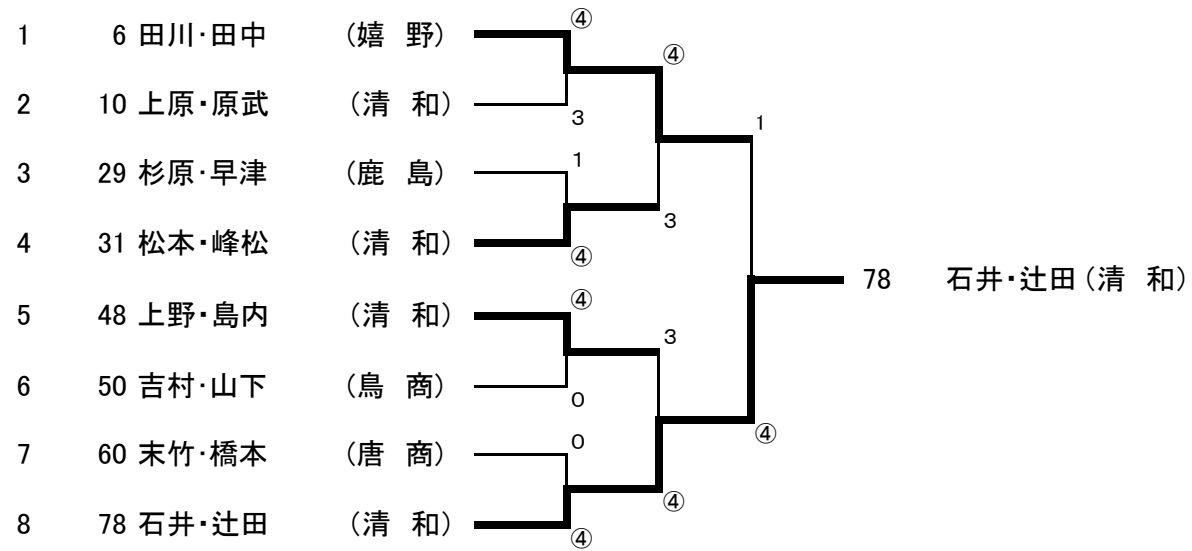 1 6 田川・田中 (嬉 野) ④
④
2 10 上原・原武 (清 和) 3
1
3 29 杉原・早津 (鹿 島) 1
3
4 31 松本・峰松 (清 和) ④
78 石井・辻田 (清 和)
5 48 上野・島内 (清 和) ④
3
6 50 吉村・山下 (鳥 商) 0
④
7 60 末竹・橋本 (唐 商) 0
④
8 78 石井・辻田 (清 和) ④